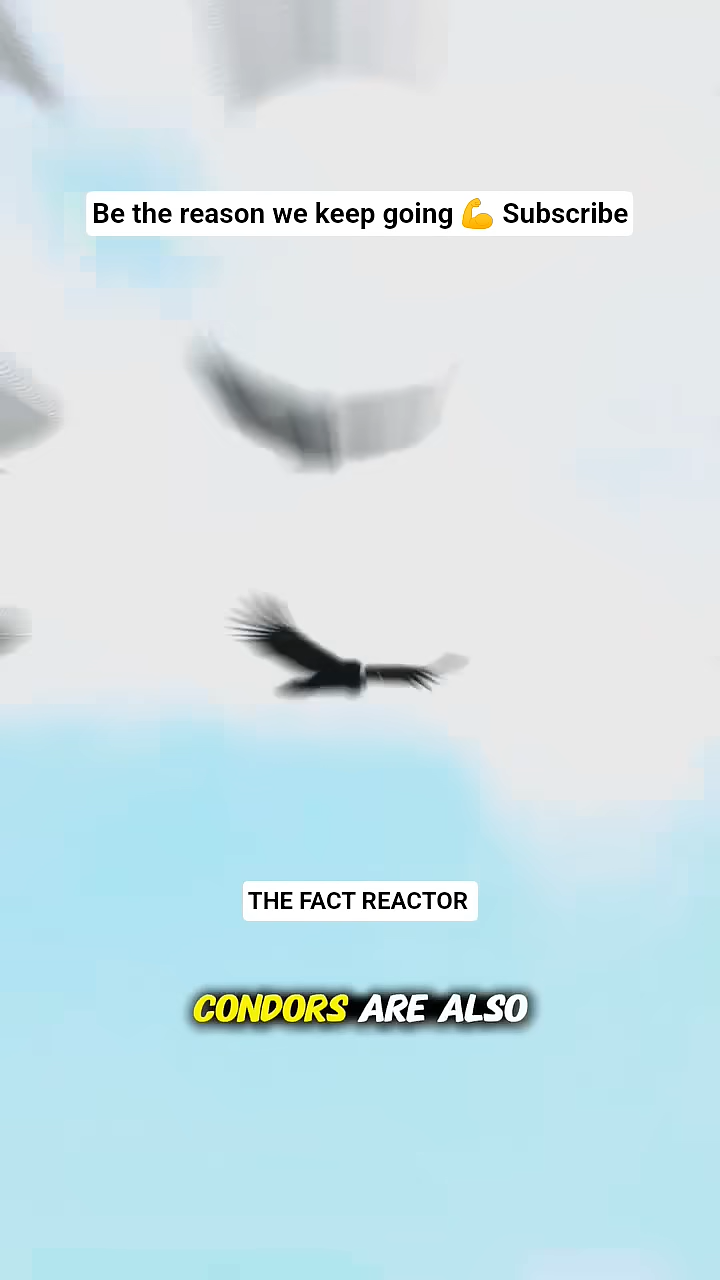 Be the reason we keep going 💪 Subscribe
THE FACT REACTOR
CONDORS ARE ALSO